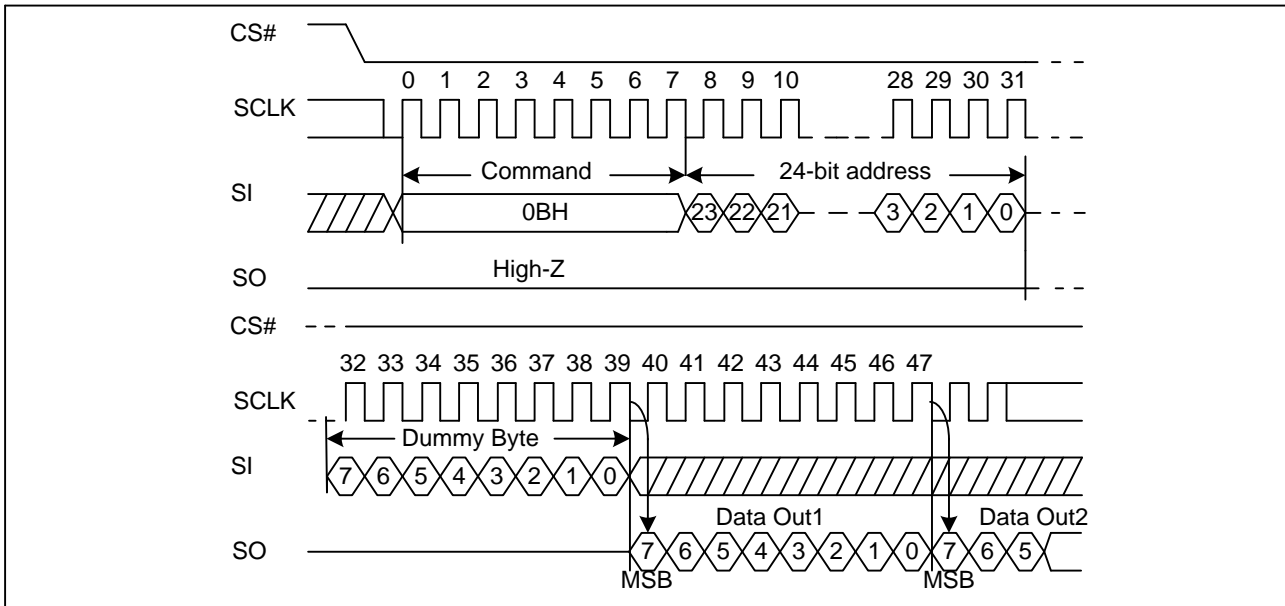 CS#
0 1 2 3 4 5 6 7 8 9 10 28 29 30 31
SCLK
Command 24-bit address
SI
0BH 23 22 21 3 2 1 0
High-Z
SO
CS#
32 33 34 35 36 37 38 39 40 41 42 43 44 45 46 47
SCLK
Dummy Byte
SI
7 6 5 4 3 2 1 0
Data Out1 Data Out2
SO
7 6 5 4 3 2 1 0 7 6 5
MSB MSB